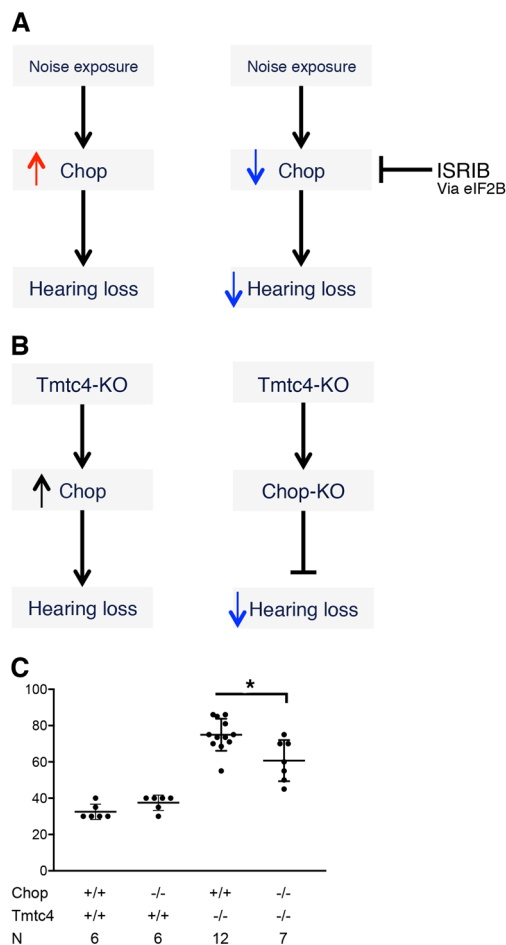 A
Noise exposure
Noise exposure
Chop
Chop
ISRIB
Via eIF2B
Hearing loss
Hearing loss
B
Tmtc4-KO
Tmtc4-KO
Chop
Chop-KO
Hearing loss
Hearing loss
C
*
100
80
60
40
20
0
Chop +/+ -/- +/+ -/-
Tmtc4 +/+ +/+ -/- -/-
N 6 6 12 7